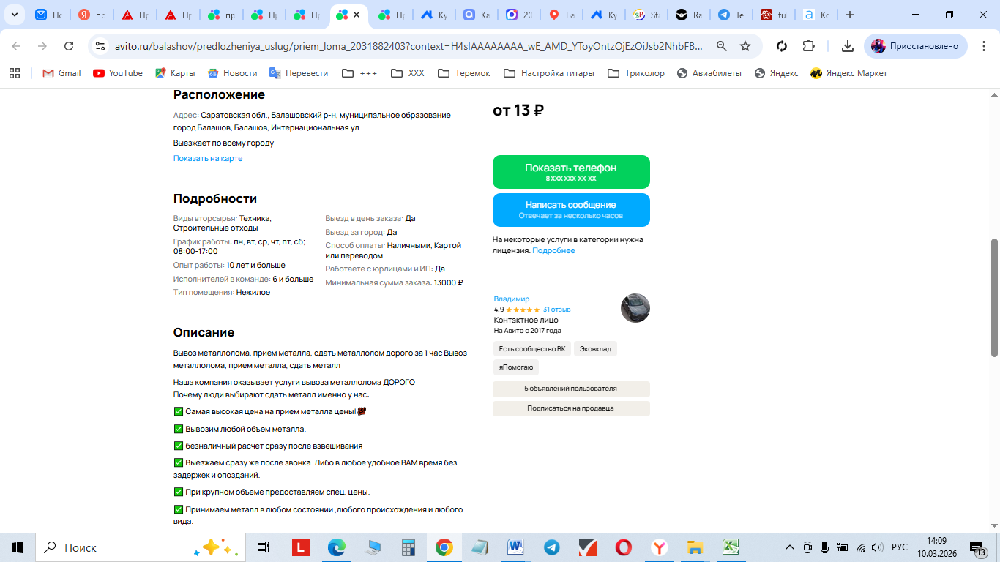 По
пр
Пр
Пр
пр
Пр
Пр
Пр
Ку
Ка
20
Ба
Ку
St
Ra
Те
tu
Кс
avito.ru/balashov/predlozheniya_uslug/priem_loma_2031882403?context=H4sIAAAAAAAA_wE_AMD_YToyOntzOjEzOiJsb2NhbFB...
Приостановлено
Gmail
YouTube
Карты
Новости
Перевести
+++
XXX
Теремок
Настройка гитары
Триколор
Авиабилеты
Яндекс
Яндекс Маркет
Расположение
Адрес: Саратовская обл., Балашовский р-н, муниципальное образование
город Балашов, Балашов, Интернациональная ул.
Выезжает по всему городу
Показать на карте
Подробности
Виды вторсырья: Техника,
Строительные отходы
График работы: пн, вт, ср, чт, пт, сб;
08:00-17:00
Опыт работы: 10 лет и больше
Исполнителей в команде: 6 и больше
Тип помещения: Нежилое
Выезд в день заказа: Да
Выезд за город: Да
Способ оплаты: Наличными, Картой
или переводом
Работаете с юрлицами и ИП: Да
Минимальная сумма заказа: 13000 ₽
Описание
Вывоз металлолома, прием металла, сдать металлолом дорого за 1 час Вывоз
металлолома, прием металла, сдать металл
Наша компания оказывает услуги вывоза металлолома ДОРОГО
Почему люди выбирают сдать металл именно у нас:
✅ Самая высокая цена на прием металла цены!💯
✅ Вывозим любой объем металла.
✅ безналичный расчет сразу после взвешивания
✅ Выезжаем сразу же после звонка. Либо в любое удобное ВАМ время без
задержек и опозданий.
✅ При крупном объеме предоставляем спец. цены.
✅ Принимаем металл в любом состоянии ,любого происхождения и любого
вида.
от 13 ₽
Показать телефон
8 XXX XXX-XX-XX
Написать сообщение
Отвечает за несколько часов
На некоторые услуги в категории нужна
лицензия. Подробнее
Владимир
4,9 ★★★★★ 31 отзыв
Контактное лицо
На Авито с 2017 года
Есть сообщество ВК
Эковклад
яПомогаю
5 объявлений пользователя
Подписаться на продавца
Поиск
РУС
14:09
10.03.2026
13